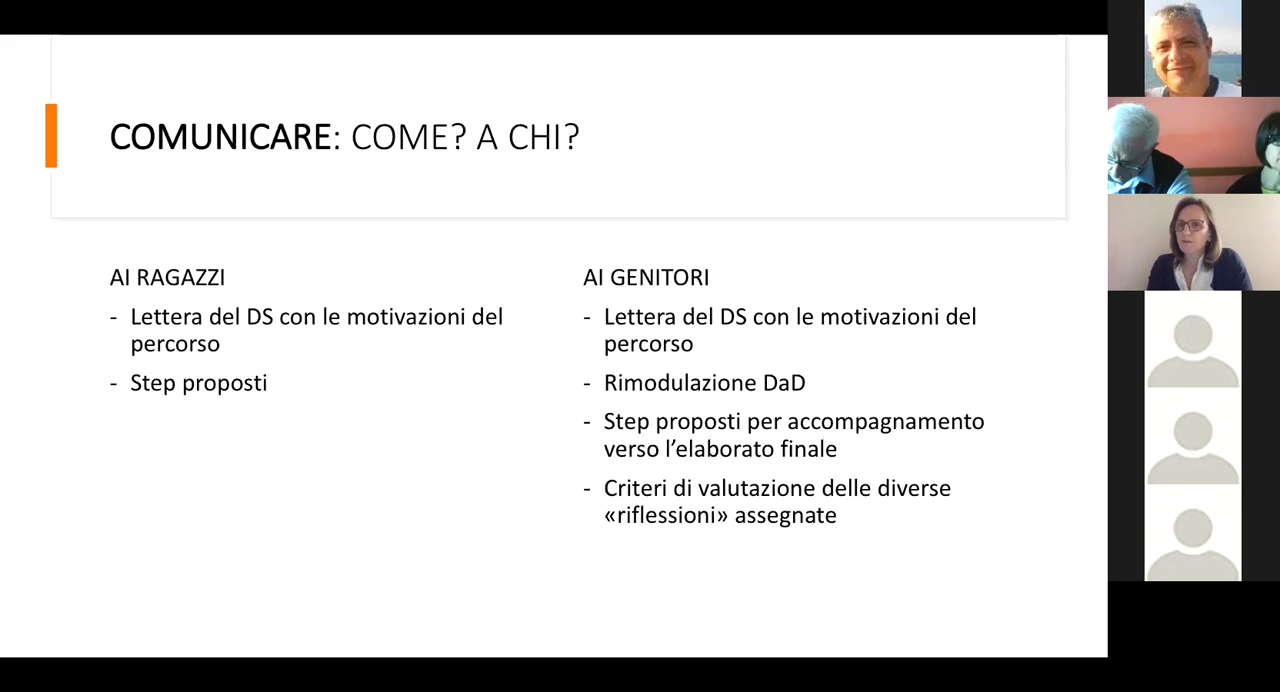 COMUNICARE: COME? A CHI?
AI RAGAZZI
- Lettera del DS con le motivazioni del
percorso
- Step proposti
AI GENITORI
- Lettera del DS con le motivazioni del
percorso
- Rimodulazione DaD
- Step proposti per accompagnamento
verso l’elaborato finale
- Criteri di valutazione delle diverse
«riflessioni» assegnate